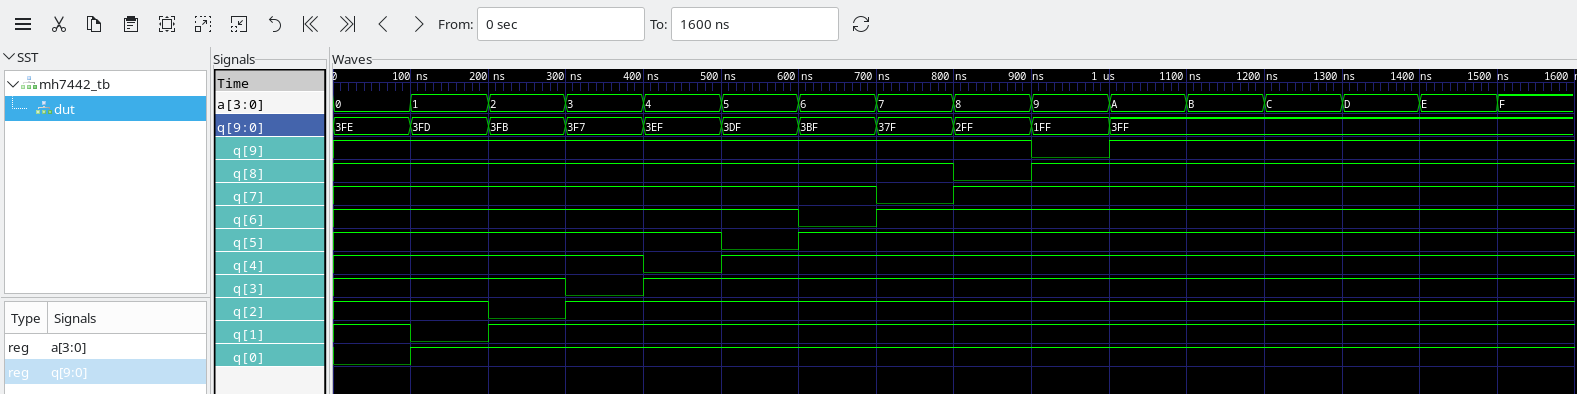 From: 0 sec To: 1600 ns
SST
mh7442_tb
dut
Type Signals
reg a[3:0]
reg q[9:0]
Signals
Time
a[3:0]
q[9:0]
q[9]
q[8]
q[7]
q[6]
q[5]
q[4]
q[3]
q[2]
q[1]
q[0]
Waves
0 100 ns 200 ns 300 ns 400 ns 500 ns 600 ns 700 ns 800 ns 900 ns 1 us 1100 ns 1200 ns 1300 ns 1400 ns 1500 ns 1600 n
0 1 2 3 4 5 6 7 8 9 A B C D E F
3FE 3FD 3FB 3F7 3EF 3DF 3BF 37F 2FF 1FF 3FF